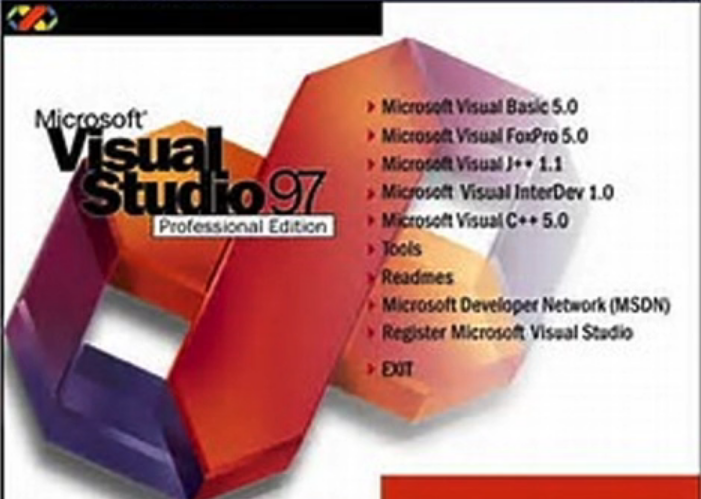 Microsoft®
Visual
Studio 97
Professional Edition
Microsoft Visual Basic 5.0
Microsoft Visual FoxPro 5.0
Microsoft Visual J++ 1.1
Microsoft Visual InterDev 1.0
Microsoft Visual C++ 5.0
Tools
Readmes
Microsoft Developer Network (MSDN)
Register Microsoft Visual Studio
EXIT